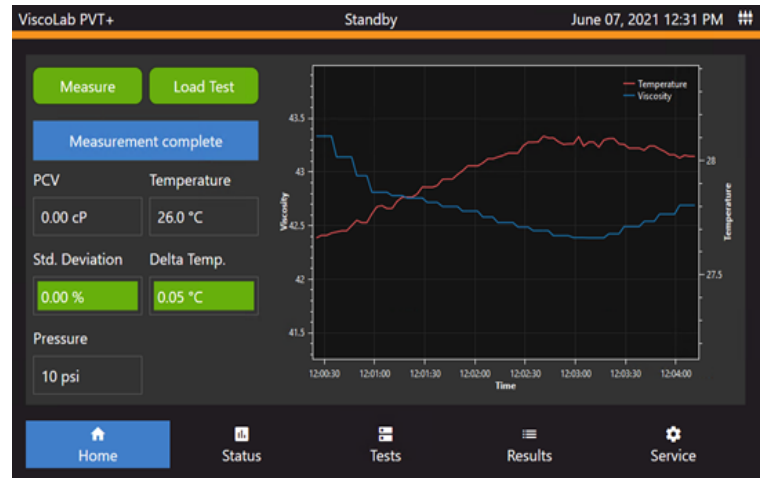 ViscoLab PVT+ Standby June 07, 2021 12:31 PM
Measure Load Test
Measurement complete
PCV Temperature
0.00 cP 26.0 °C
Std. Deviation Delta Temp.
0.00 % 0.05 °C
Pressure
10 psi
Temperature
Viscosity
43.5
43
42.5
42
41.5
Viscosity
28
27.5
Temperature
12:00:30 12:01:00 12:01:30 12:02:00 12:02:30 12:03:00 12:03:30 12:04:00
Time
Home Status Tests Results Service